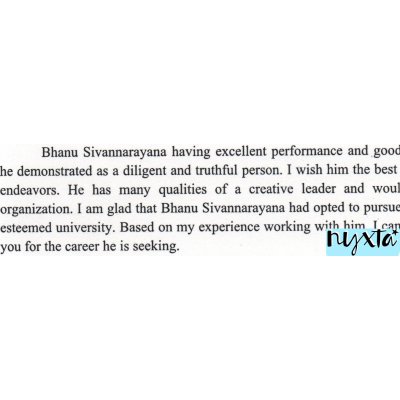 Bhanu Sivannarayana having excellent performance and good
he demonstrated as a diligent and truthful person. I wish him the best
endeavors. He has many qualities of a creative leader and woul
organization. I am glad that Bhanu Sivannarayana had opted to pursue
esteemed university. Based on my experience working with him, I can
you for the career he is seeking.
nyxta